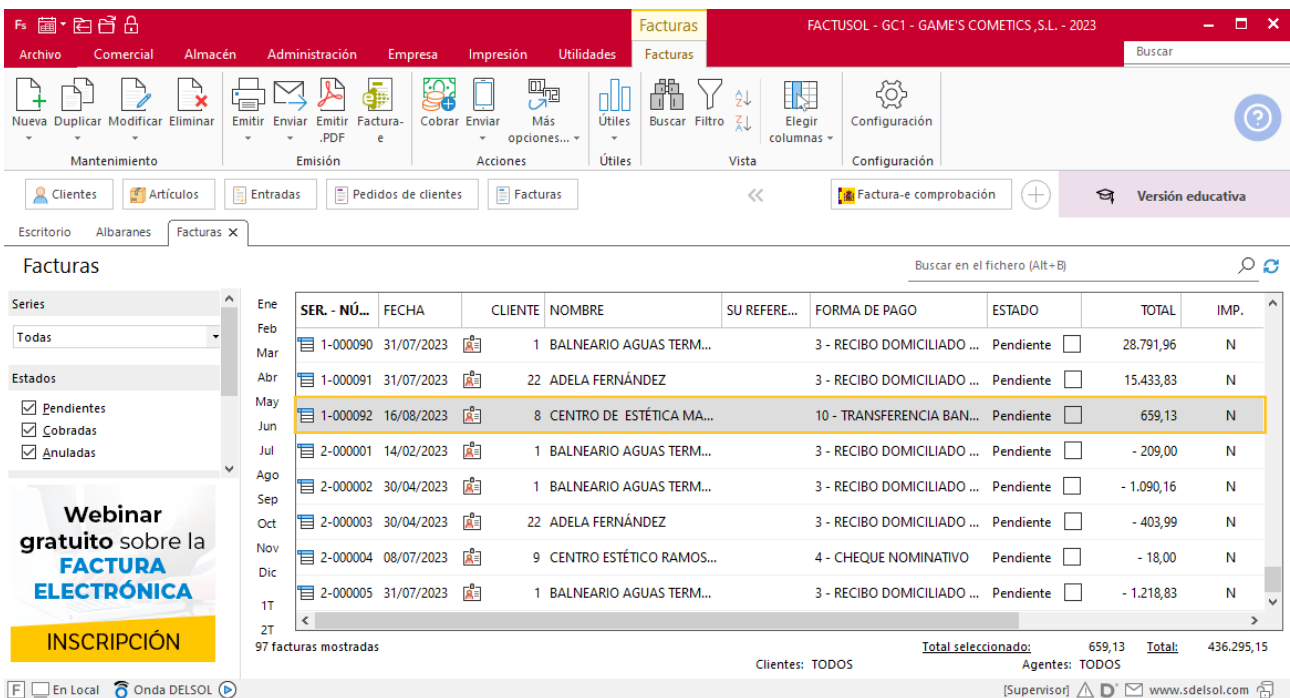 Fs
Facturas
FACTUSOL - GC1 - GAME'S COMETICS ,S.L. - 2023
Archivo Comercial Almacén Administración Empresa Impresión Utilidades Facturas Buscar
Nueva Duplicar Modificar Eliminar Emitir Enviar Emitir .PDF Factura-e Cobrar Enviar Más opciones... Útiles Buscar Filtro Elegir columnas Configuración
Mantenimiento Emisión Acciones Útiles Vista Configuración
Clientes Artículos Entradas Pedidos de clientes Facturas Factura-e comprobación Versión educativa
Escritorio Albaranes Facturas X
Facturas Buscar en el fichero (Alt+B)
Series
Todas
Estados
Pendientes
Cobradas
Anuladas
Webinar
gratuito sobre la
FACTURA
ELECTRÓNICA
INSCRIPCIÓN
Ene
Feb
Mar
Abr
May
Jun
Jul
Ago
Sep
Oct
Nov
Dic
1T
2T
SER. - NÚ... FECHA CLIENTE NOMBRE SU REFERE... FORMA DE PAGO ESTADO TOTAL IMP.
1-000090 31/07/2023 1 BALNEARIO AGUAS TERM... 3 - RECIBO DOMICILIADO ... Pendiente 28.791,96 N
1-000091 31/07/2023 22 ADELA FERNÁNDEZ 3 - RECIBO DOMICILIADO ... Pendiente 15.433,83 N
1-000092 16/08/2023 8 CENTRO DE ESTÉTICA MA... 10 - TRANSFERENCIA BAN... Pendiente 659,13 N
2-000001 14/02/2023 1 BALNEARIO AGUAS TERM... 3 - RECIBO DOMICILIADO ... Pendiente - 209,00 N
2-000002 30/04/2023 1 BALNEARIO AGUAS TERM... 3 - RECIBO DOMICILIADO ... Pendiente - 1.090,16 N
2-000003 30/04/2023 22 ADELA FERNÁNDEZ 3 - RECIBO DOMICILIADO ... Pendiente - 403,99 N
2-000004 08/07/2023 9 CENTRO ESTÉTICO RAMOS... 4 - CHEQUE NOMINATIVO Pendiente - 18,00 N
2-000005 31/07/2023 1 BALNEARIO AGUAS TERM... 3 - RECIBO DOMICILIADO ... Pendiente - 1.218,83 N
97 facturas mostradas Total seleccionado: 659,13 Total: 436.295,15
Clientes: TODOS Agentes: TODOS
F En Local Onda DELSOL [Supervisor] D www.sdelsol.com